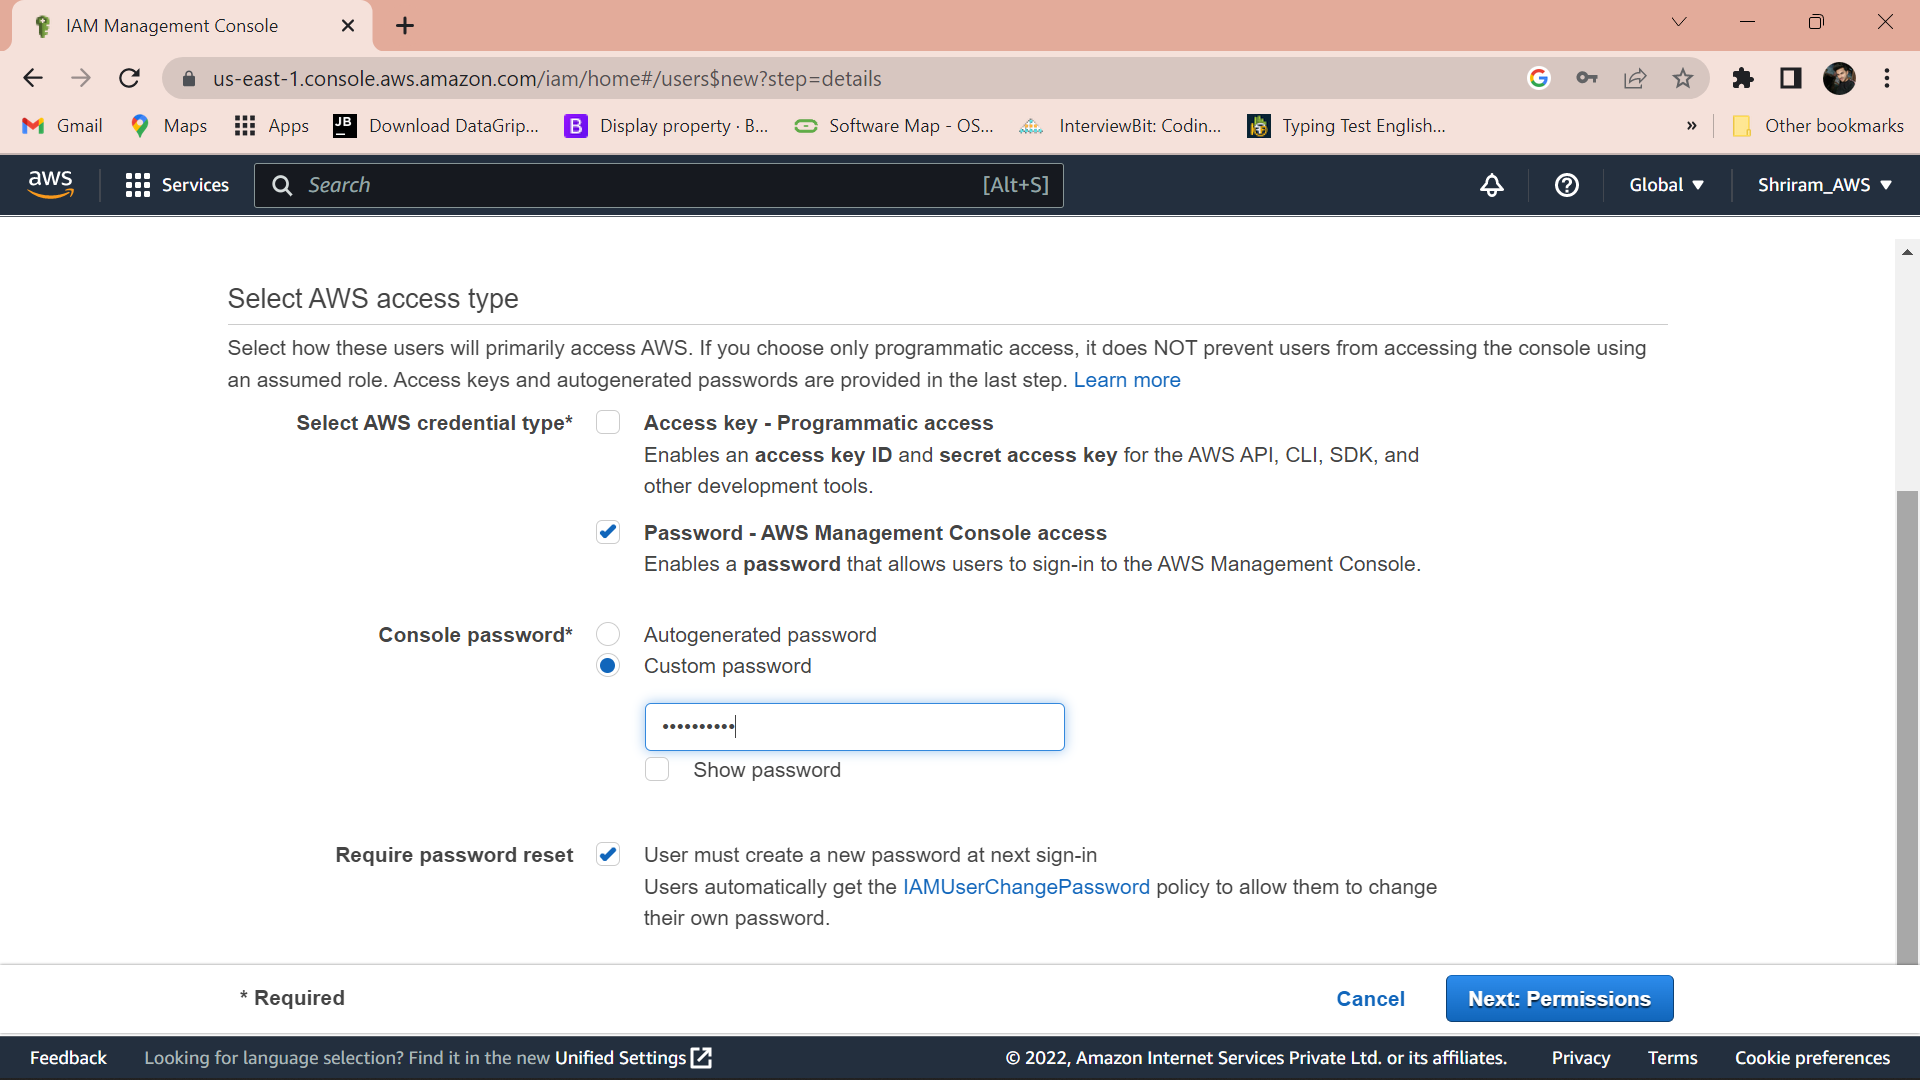 IAM Management Console
us-east-1.console.aws.amazon.com/iam/home#/users$new?step=details
Gmail Maps Apps Download DataGrip... Display property · B... Software Map - OS... InterviewBit: Codin... Typing Test English... » Other bookmarks
aws Services Search [Alt+S] Global Shriram_AWS
Select AWS access type
Select how these users will primarily access AWS. If you choose only programmatic access, it does NOT prevent users from accessing the console using
an assumed role. Access keys and autogenerated passwords are provided in the last step. Learn more
Select AWS credential type* Access key - Programmatic access
Enables an access key ID and secret access key for the AWS API, CLI, SDK, and
other development tools.
Password - AWS Management Console access
Enables a password that allows users to sign-in to the AWS Management Console.
Console password* Autogenerated password
Custom password
••••••••••
Show password
Require password reset User must create a new password at next sign-in
Users automatically get the IAMUserChangePassword policy to allow them to change
their own password.
* Required Cancel Next: Permissions
Feedback Looking for language selection? Find it in the new Unified Settings © 2022, Amazon Internet Services Private Ltd. or its affiliates. Privacy Terms Cookie preferences